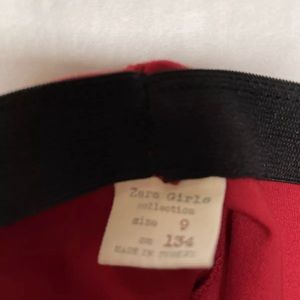 Zara Girls
collection
size 9
cm 134
MADE IN TURKEY